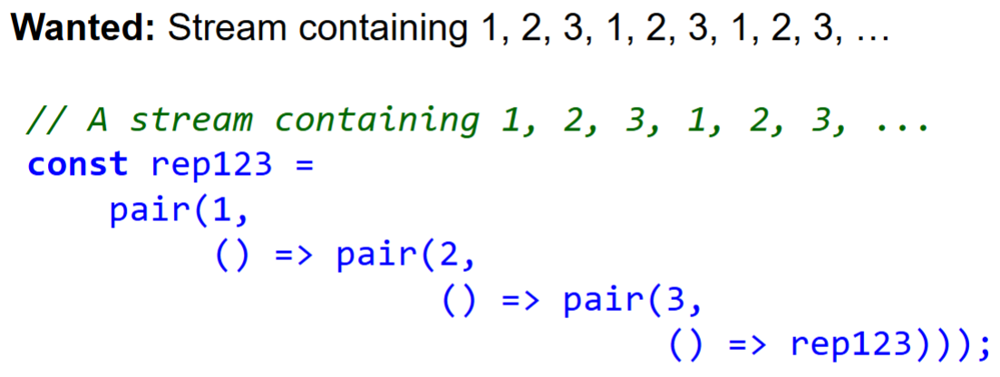 Wanted: Stream containing 1, 2, 3, 1, 2, 3, 1, 2, 3, …
// A stream containing 1, 2, 3, 1, 2, 3, ...
const rep123 =
pair(1,
() => pair(2,
() => pair(3,
() => rep123)));